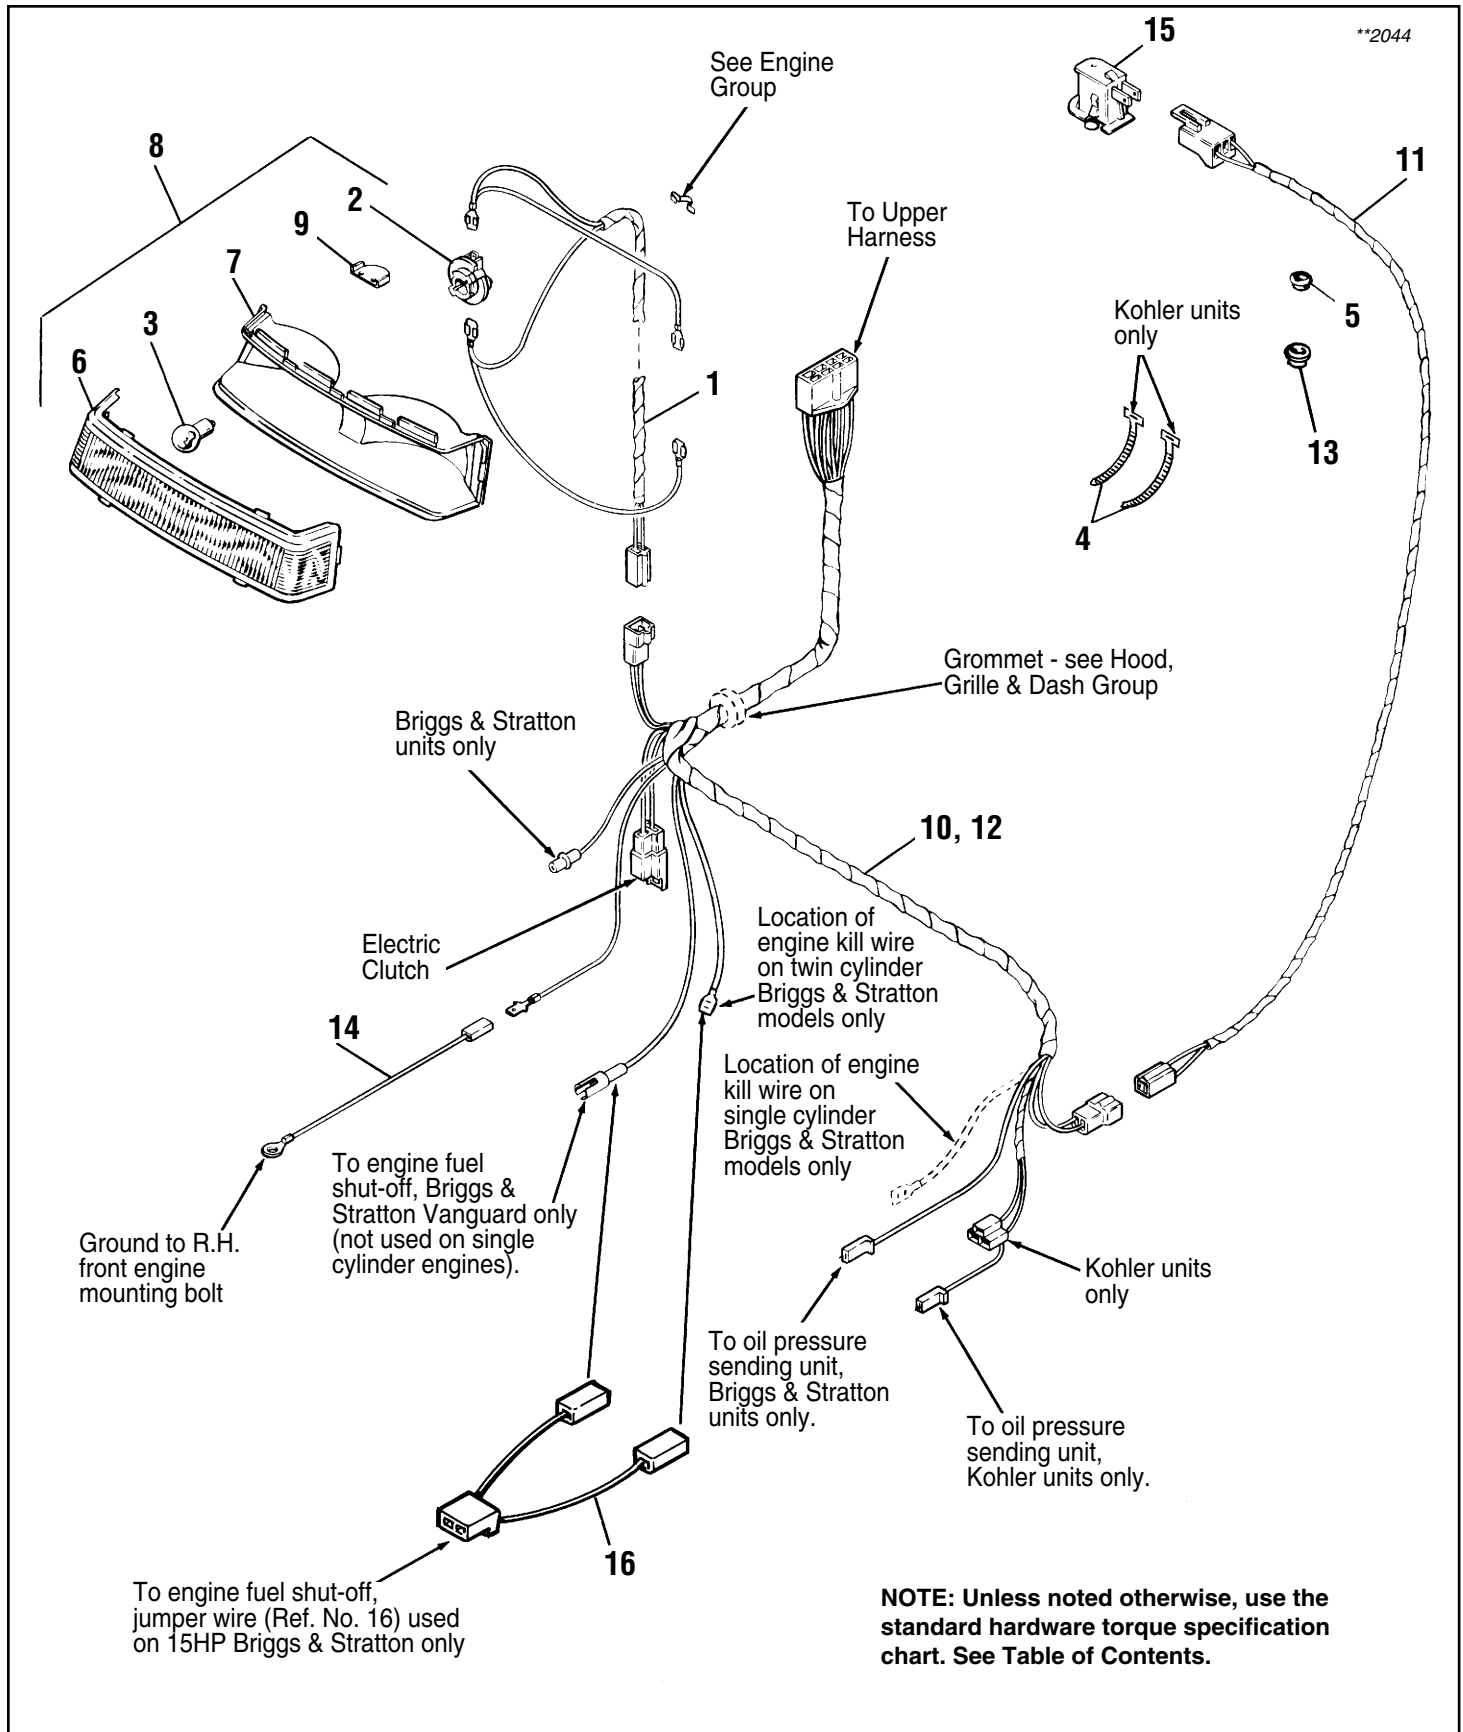 **2044
15
See Engine
Group
8
11
2
9
To Upper
Harness
7
Kohler units
only
5
3
6
1
13
4
Grommet - see Hood,
Grille & Dash Group
Briggs & Stratton
units only
10, 12
Location of
engine kill wire
on twin cylinder
Briggs & Stratton
models only
Electric
Clutch
14
Location of engine
kill wire on
single cylinder
Briggs & Stratton
models only
To engine fuel
shut-off, Briggs &
Stratton Vanguard only
(not used on single
cylinder engines).
Ground to R.H.
front engine
mounting bolt
Kohler units
only
To oil pressure
sending unit,
Briggs & Stratton
units only.
To oil pressure
sending unit,
Kohler units only.
16
To engine fuel shut-off,
jumper wire (Ref. No. 16) used
on 15HP Briggs & Stratton only
NOTE: Unless noted otherwise, use the
standard hardware torque specification
chart. See Table of Contents.